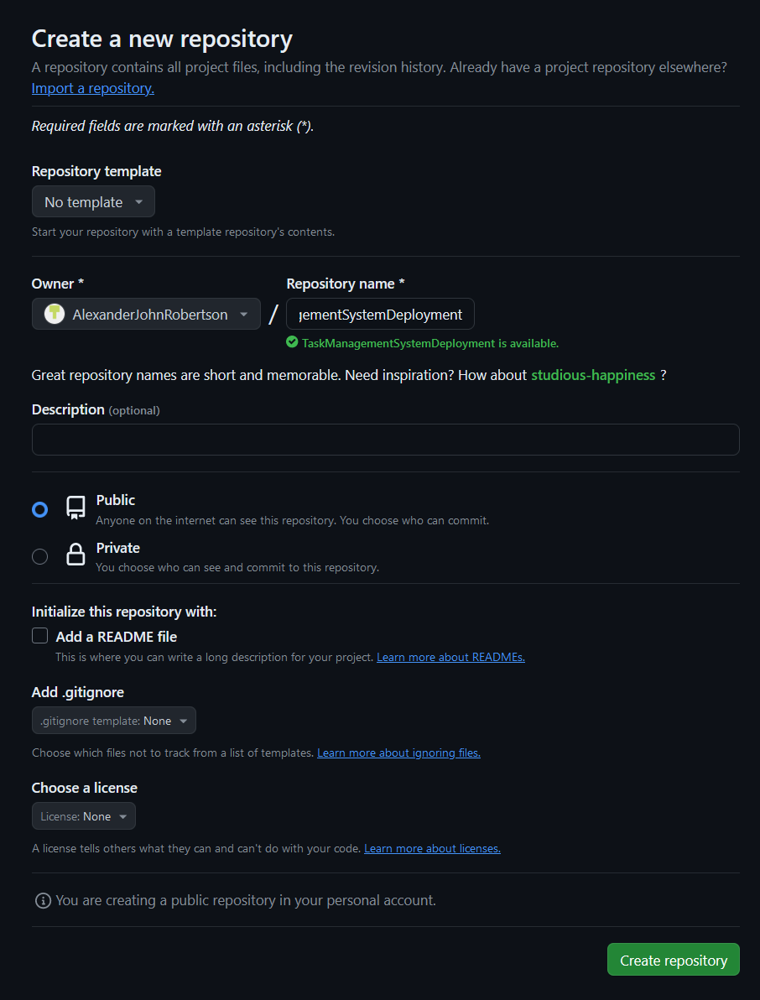 Create a new repository
A repository contains all project files, including the revision history. Already have a project repository elsewhere?
Import a repository.
Required fields are marked with an asterisk (*).
Repository template
No template
Start your repository with a template repository's contents.
Owner *
Repository name *
AlexanderJohnRobertson
/
gementSystemDeployment
TaskManagementSystemDeployment is available.
Great repository names are short and memorable. Need inspiration? How about studious-happiness ?
Description (optional)
Public
Anyone on the internet can see this repository. You choose who can commit.
Private
You choose who can see and commit to this repository.
Initialize this repository with:
Add a README file
This is where you can write a long description for your project. Learn more about READMEs.
Add .gitignore
.gitignore template: None
Choose which files not to track from a list of templates. Learn more about ignoring files.
Choose a license
License: None
A license tells others what they can and can't do with your code. Learn more about licenses.
You are creating a public repository in your personal account.
Create repository